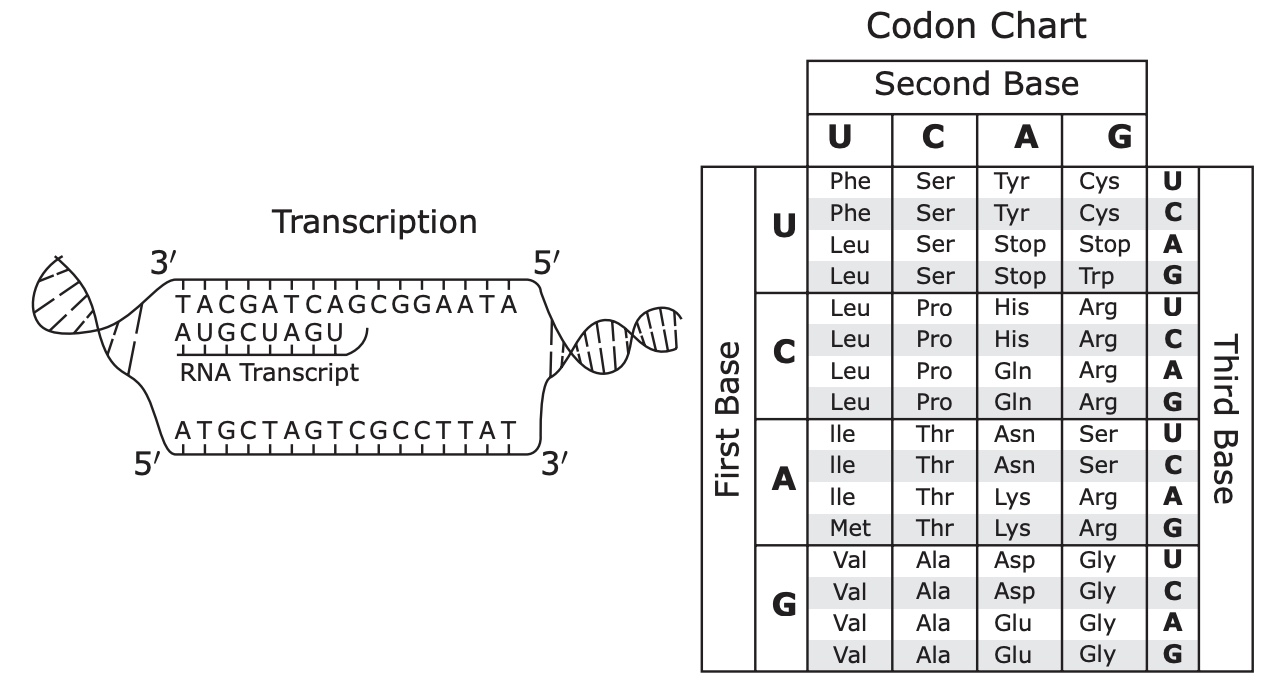 Transcription
3′ 5′
TACGATCAGCGGAATA
AUGCUAGU
RNA Transcript
ATGCTAGTCGCCTTAT
5′ 3′
Codon Chart
Second Base
U C A G
First Base
Third Base
U
Phe Ser Tyr Cys U
Phe Ser Tyr Cys C
Leu Ser Stop Stop A
Leu Ser Stop Trp G
C
Leu Pro His Arg U
Leu Pro His Arg C
Leu Pro Gln Arg A
Leu Pro Gln Arg G
A
Ile Thr Asn Ser U
Ile Thr Asn Ser C
Ile Thr Lys Arg A
Met Thr Lys Arg G
G
Val Ala Asp Gly U
Val Ala Asp Gly C
Val Ala Glu Gly A
Val Ala Glu Gly G